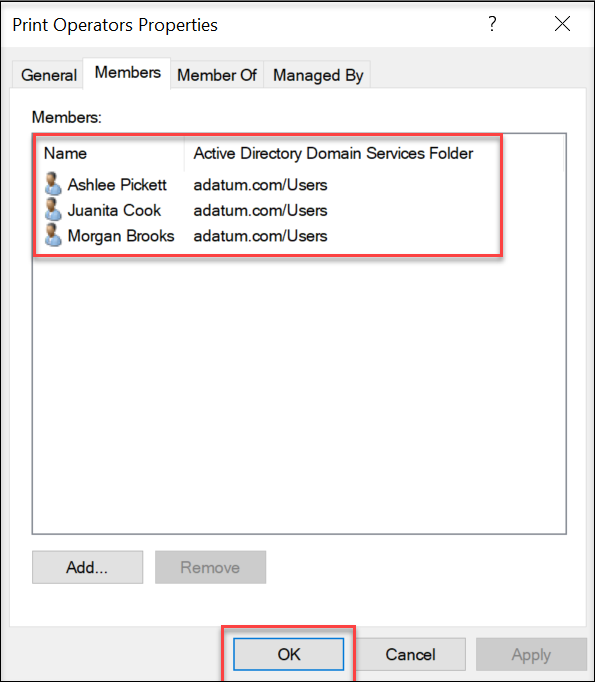 Print Operators Properties ?
General Members Member Of Managed By
Members:
Name Active Directory Domain Services Folder
Ashlee Pickett adatum.com/Users
Juanita Cook adatum.com/Users
Morgan Brooks adatum.com/Users
Add... Remove
OK Cancel Apply